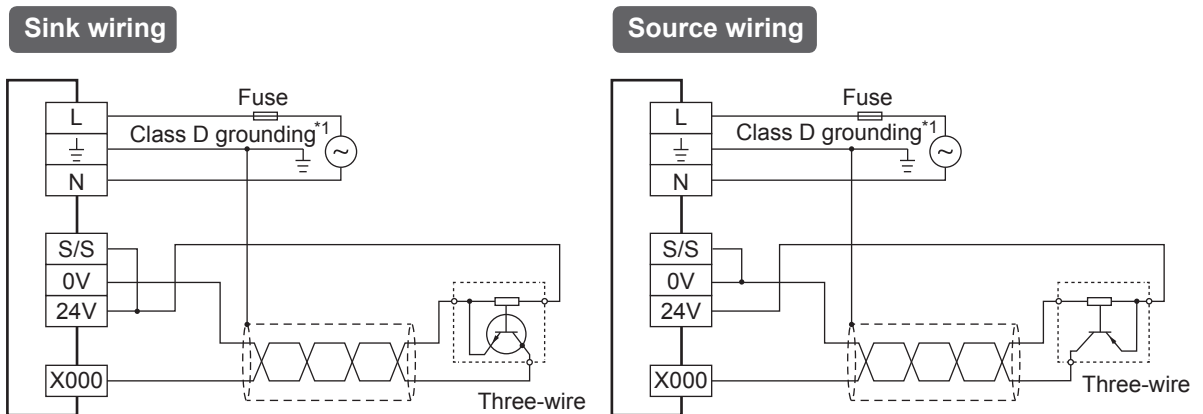 Sink wiring
L
Fuse
Class D grounding*1
N
S/S
0V
24V
X000
Three-wire
Source wiring
L
Fuse
Class D grounding*1
N
S/S
0V
24V
X000
Three-wire